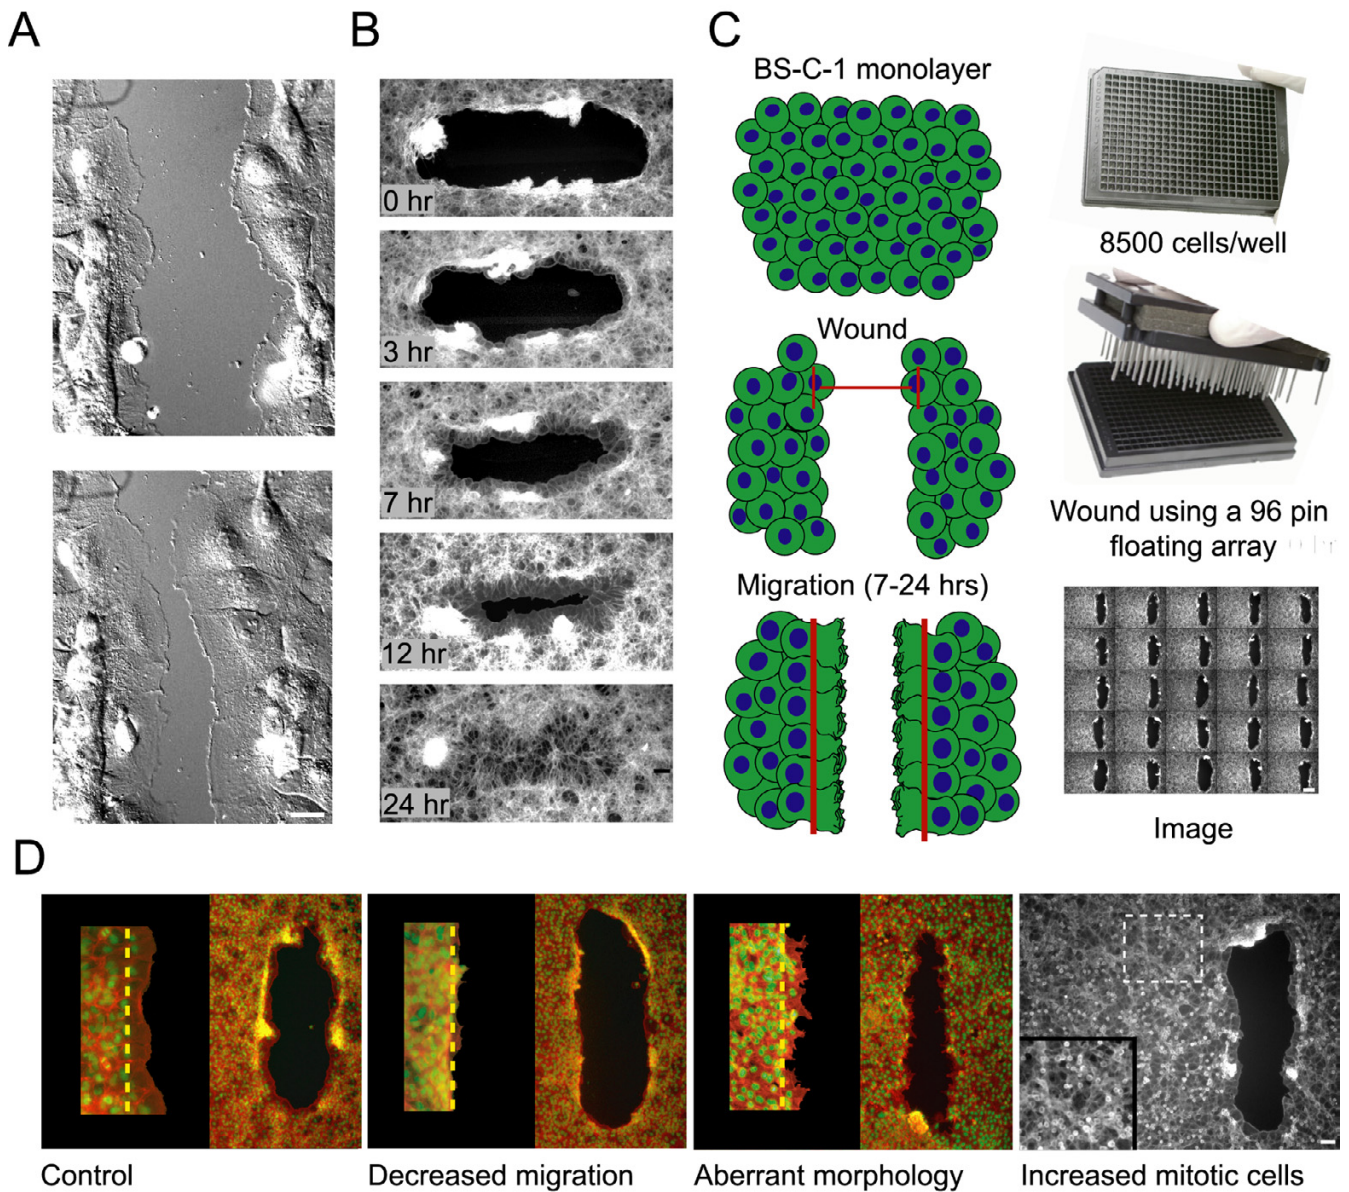 A
B
C
BS-C-1 monolayer
8500 cells/well
Wound
Wound using a 96 pin
floating array
Migration (7-24 hrs)
Image
0 hr
3 hr
7 hr
12 hr
24 hr
D
Control
Decreased migration
Aberrant morphology
Increased mitotic cells